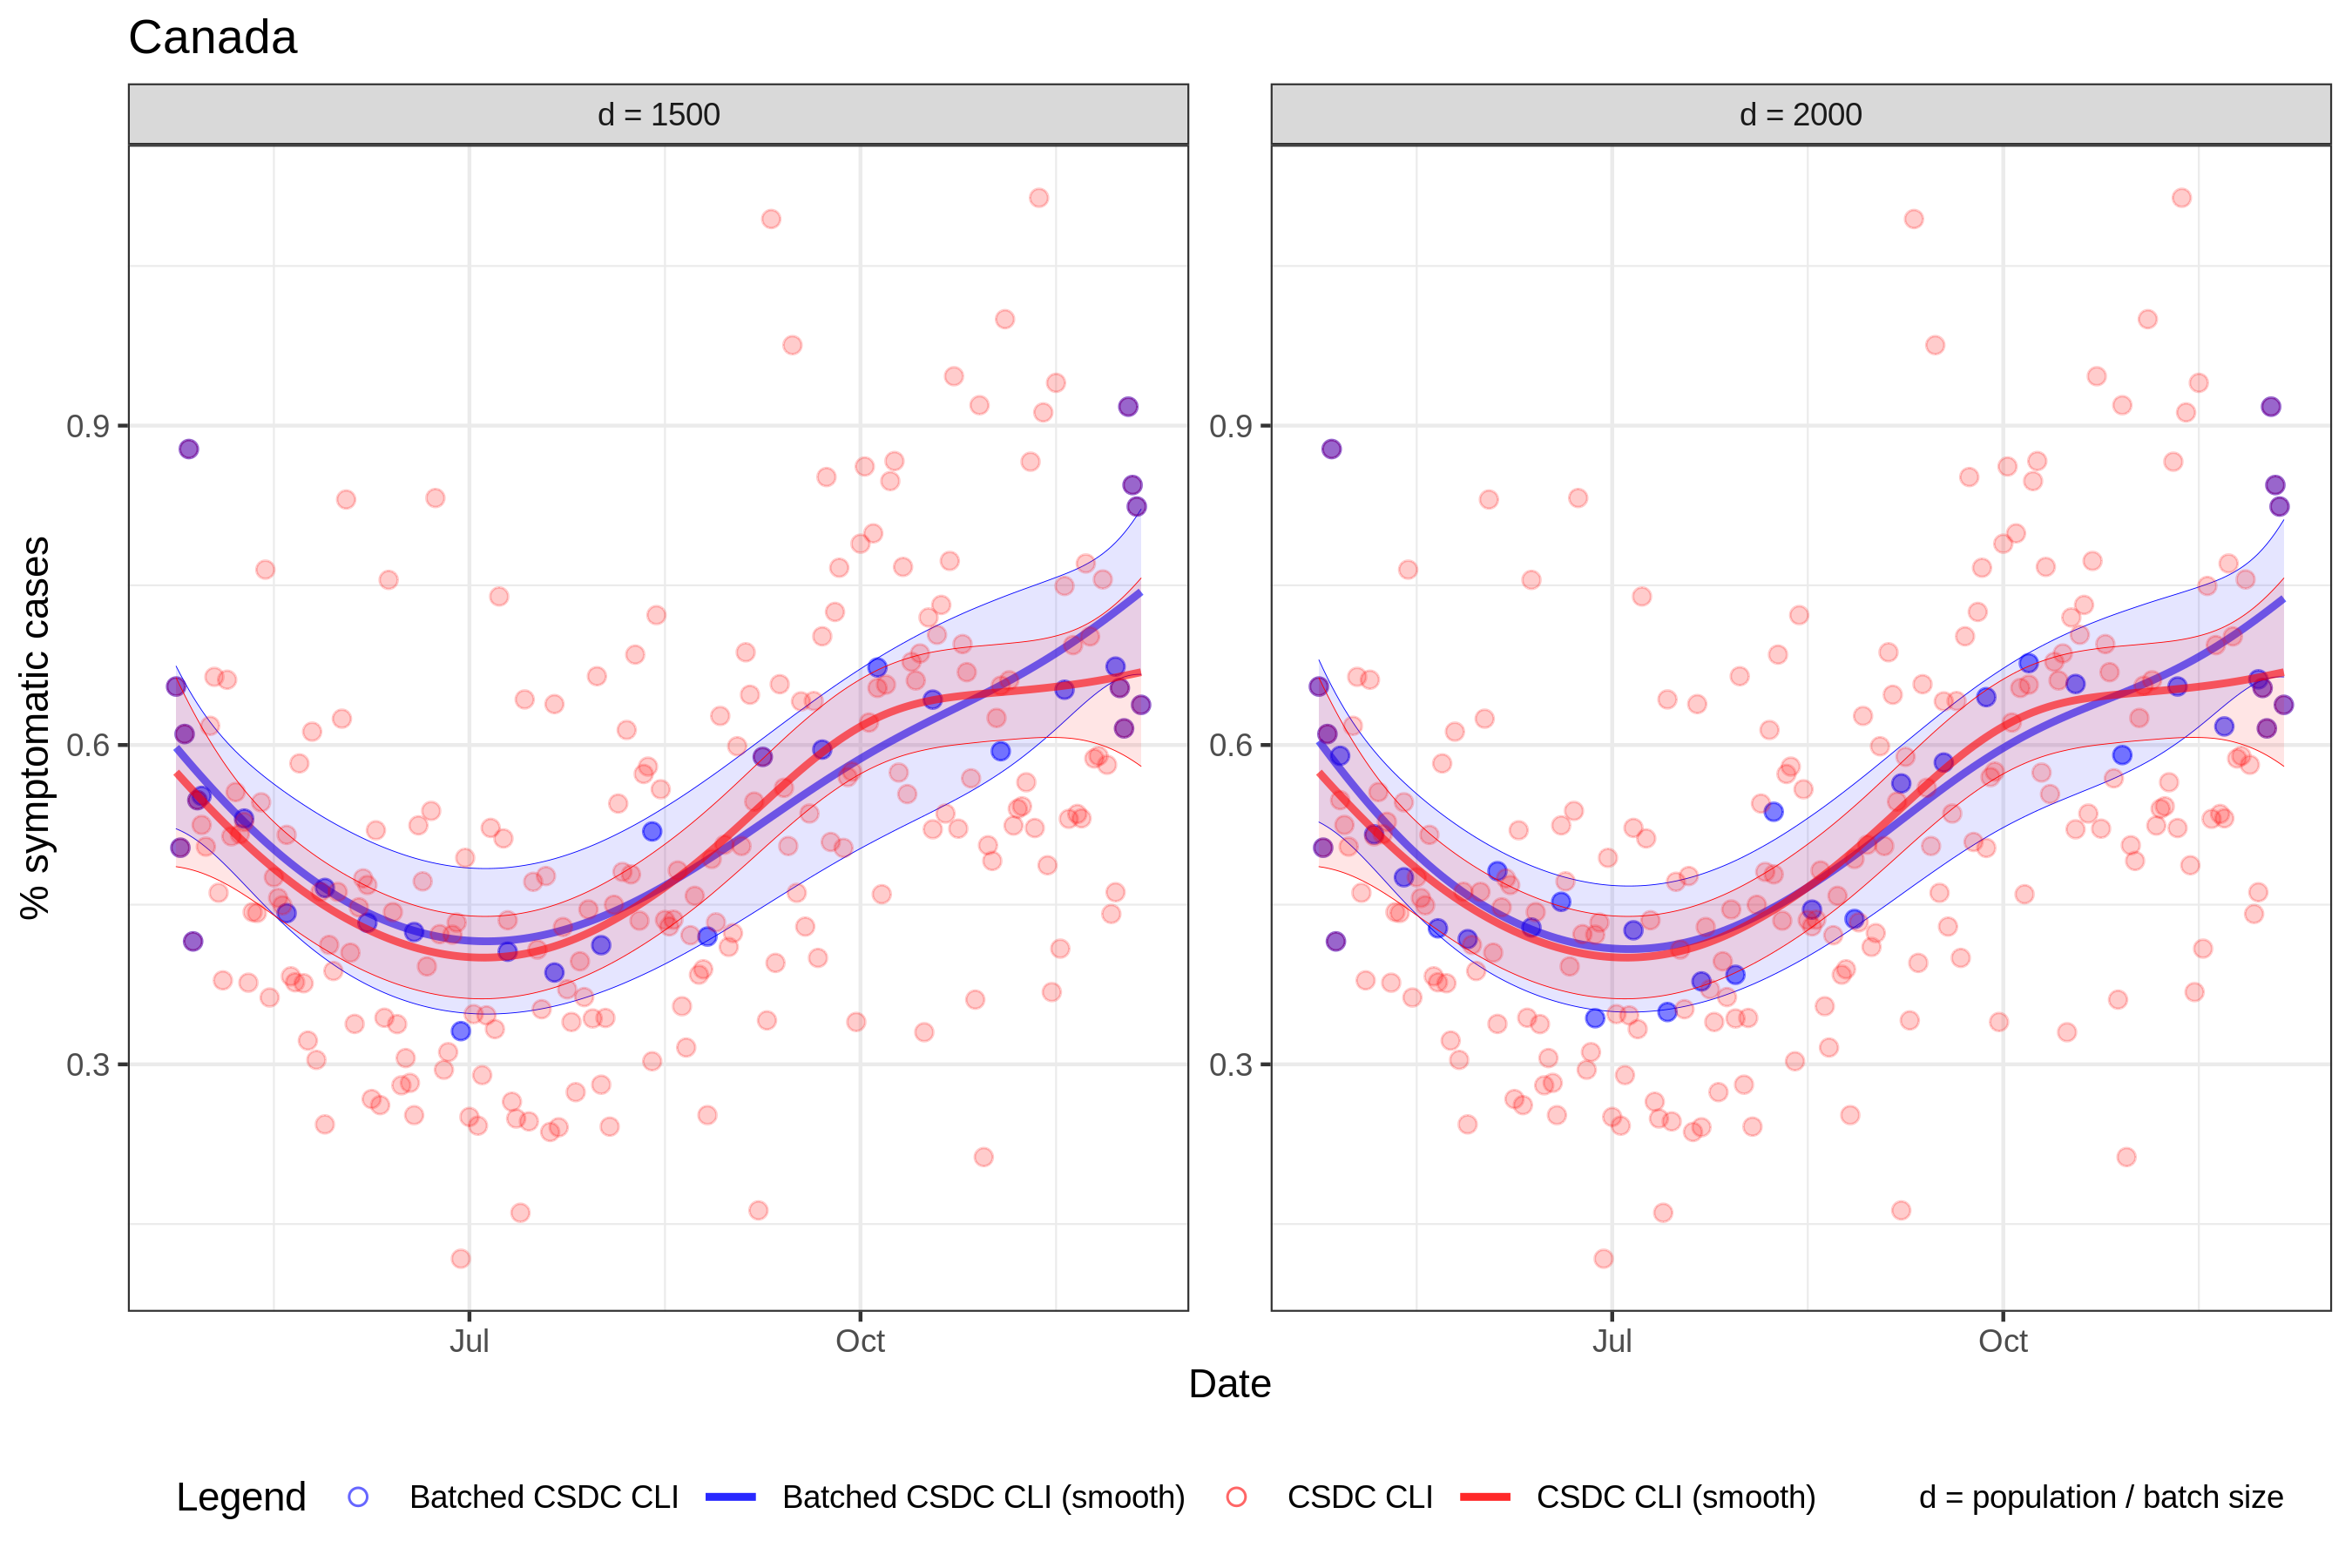 Canada
d = 1500
d = 2000
% symptomatic cases
0.9
0.6
0.3
0.9
0.6
0.3
Jul
Oct
Jul
Oct
Date
Legend
Batched CSDC CLI
Batched CSDC CLI (smooth)
CSDC CLI
CSDC CLI (smooth)
d = population / batch size